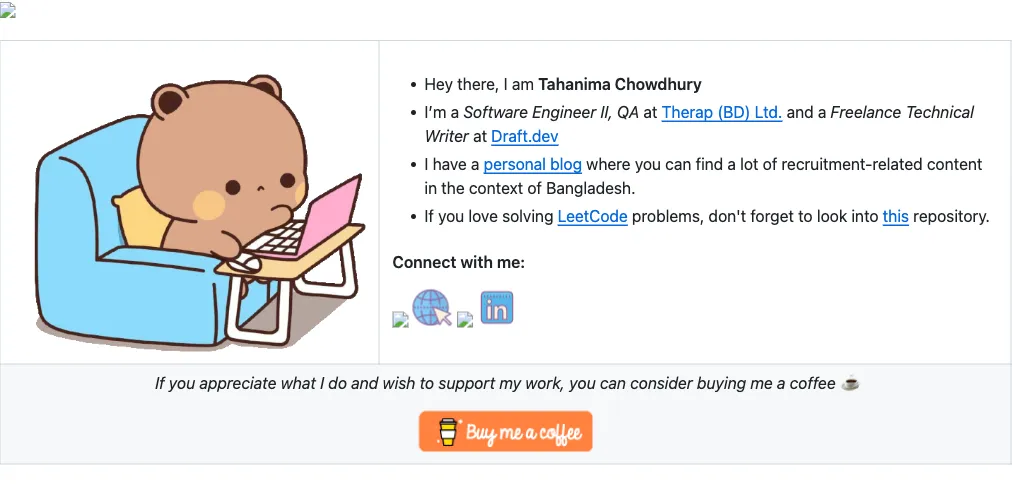 Hey there, I am Tahanima Chowdhury
I'm a Software Engineer II, QA at Therap (BD) Ltd. and a Freelance Technical
Writer at Draft.dev
I have a personal blog where you can find a lot of recruitment-related content
in the context of Bangladesh.
If you love solving LeetCode problems, don't forget to look into this repository.
Connect with me:
in
If you appreciate what I do and wish to support my work, you can consider buying me a coffee ☕
Buy me a coffee